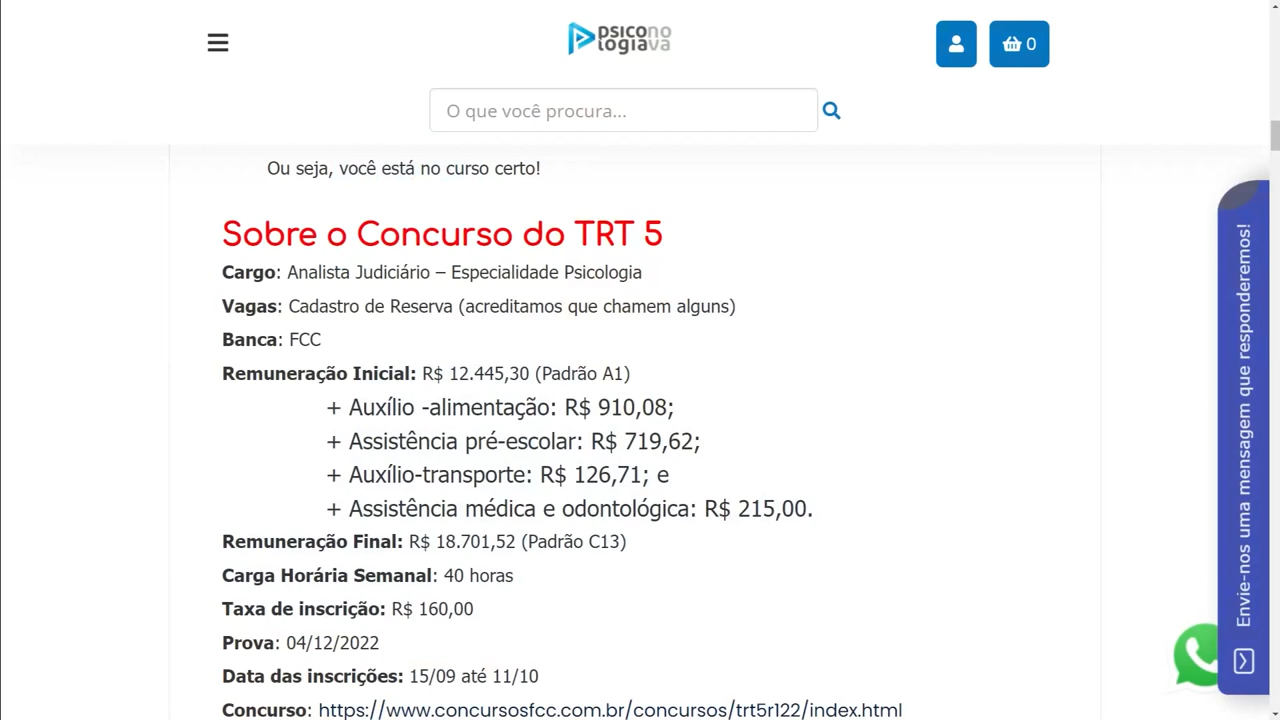 psicono
logiava
0
O que você procura...
Ou seja, você está no curso certo!
Sobre o Concurso do TRT 5
Cargo: Analista Judiciário – Especialidade Psicologia
Vagas: Cadastro de Reserva (acreditamos que chamem alguns)
Banca: FCC
Remuneração Inicial: R$ 12.445,30 (Padrão A1)
+ Auxílio -alimentação: R$ 910,08;
+ Assistência pré-escolar: R$ 719,62;
+ Auxílio-transporte: R$ 126,71; e
+ Assistência médica e odontológica: R$ 215,00.
Remuneração Final: R$ 18.701,52 (Padrão C13)
Carga Horária Semanal: 40 horas
Taxa de inscrição: R$ 160,00
Prova: 04/12/2022
Data das inscrições: 15/09 até 11/10
Concurso: https://www.concursosfcc.com.br/concursos/trt5r122/index.html
Envie-nos uma mensagem que responderemos!